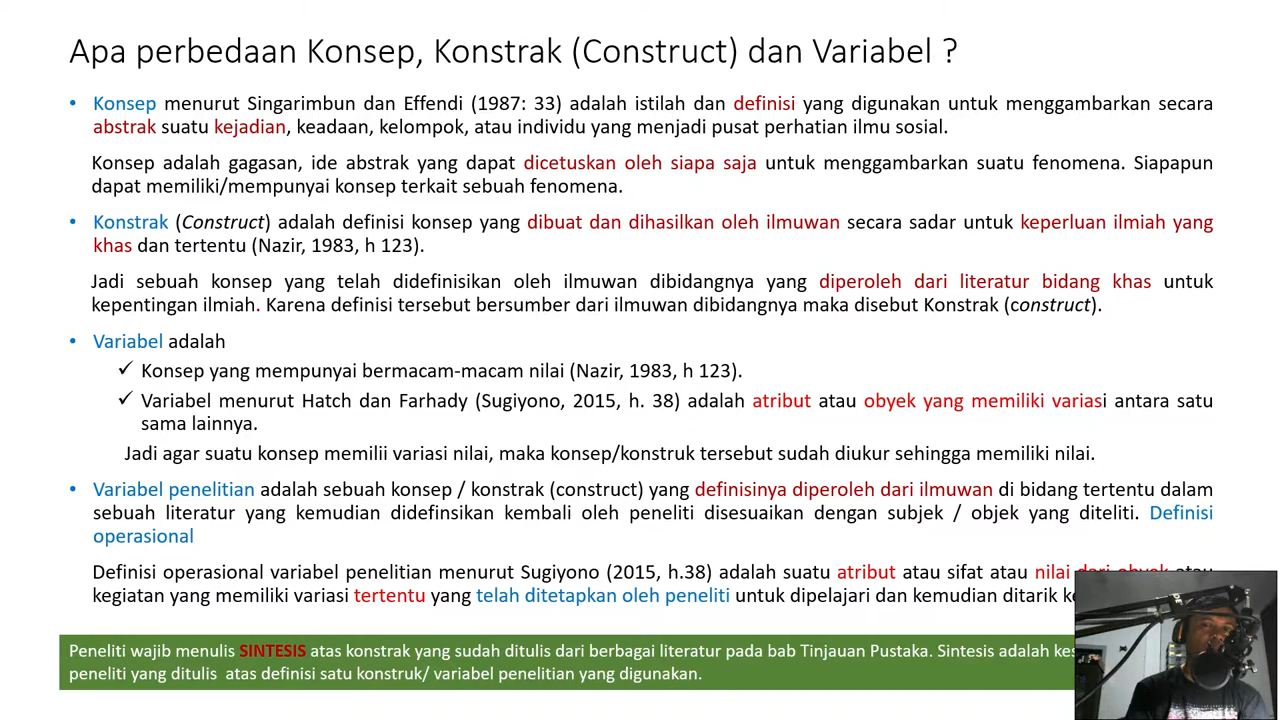 Apa perbedaan Konsep, Konstrak (Construct) dan Variabel ?
• Konsep menurut Singarimbun dan Effendi (1987: 33) adalah istilah dan definisi yang digunakan untuk menggambarkan secara
abstrak suatu kejadian, keadaan, kelompok, atau individu yang menjadi pusat perhatian ilmu sosial.
Konsep adalah gagasan, ide abstrak yang dapat dicetuskan oleh siapa saja untuk menggambarkan suatu fenomena. Siapapun
dapat memiliki/mempunyai konsep terkait sebuah fenomena.
• Konstrak (Construct) adalah definisi konsep yang dibuat dan dihasilkan oleh ilmuwan secara sadar untuk keperluan ilmiah yang
khas dan tertentu (Nazir, 1983, h 123).
Jadi sebuah konsep yang telah didefinisikan oleh ilmuwan dibidangnya yang diperoleh dari literatur bidang khas untuk
kepentingan ilmiah. Karena definisi tersebut bersumber dari ilmuwan dibidangnya maka disebut Konstrak (construct).
• Variabel adalah
✓ Konsep yang mempunyai bermacam-macam nilai (Nazir, 1983, h 123).
✓ Variabel menurut Hatch dan Farhady (Sugiyono, 2015, h. 38) adalah atribut atau obyek yang memiliki variasi antara satu
sama lainnya.
Jadi agar suatu konsep memilii variasi nilai, maka konsep/konstruk tersebut sudah diukur sehingga memiliki nilai.
• Variabel penelitian adalah sebuah konsep / konstrak (construct) yang definisinya diperoleh dari ilmuwan di bidang tertentu dalam
sebuah literatur yang kemudian didefinsikan kembali oleh peneliti disesuaikan dengan subjek / objek yang diteliti. Definisi
operasional
Definisi operasional variabel penelitian menurut Sugiyono (2015, h.38) adalah suatu atribut atau sifat atau nilai dari obyek atau
kegiatan yang memiliki variasi tertentu yang telah ditetapkan oleh peneliti untuk dipelajari dan kemudian ditarik
Peneliti wajib menulis SINTESIS atas konstrak yang sudah ditulis dari berbagai literatur pada bab Tinjauan Pustaka. Sintesis adalah
peneliti yang ditulis atas definisi satu konstruk/ variabel penelitian yang digunakan.